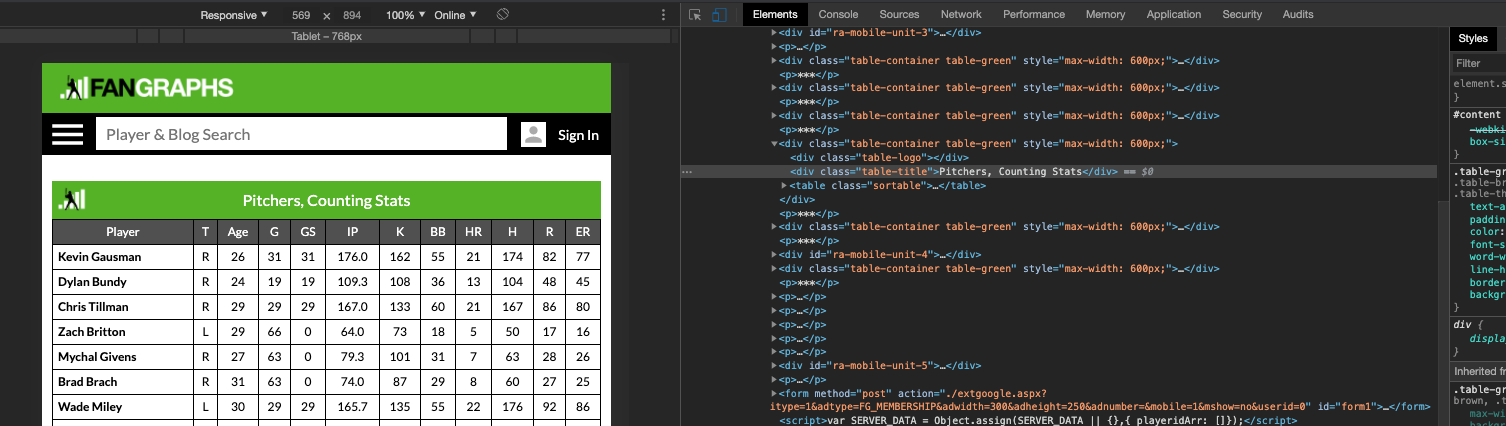 Responsive ▼ 569 × 894 100% ▼ Online ▼
Tablet – 768px
FANGRAPHS
Player & Blog Search Sign In
Pitchers, Counting Stats
Player T Age G GS IP K BB HR H R ER
Kevin Gausman R 26 31 31 176.0 162 55 21 174 82 77
Dylan Bundy R 24 19 19 109.3 108 36 13 104 48 45
Chris Tillman R 29 29 29 167.0 133 60 21 167 86 80
Zach Britton L 29 66 0 64.0 73 18 5 50 17 16
Mychal Givens R 27 63 0 79.3 101 31 7 63 28 26
Brad Brach R 31 63 0 74.0 87 29 8 60 27 25
Wade Miley L 30 29 29 165.7 135 55 22 176 92 86
Elements Console Sources Network Performance Memory Application Security Audits
▶<div id="ra-mobile-unit-3">…</div>
▶<p>…</p>
▶<div class="table-container table-green" style="max-width: 600px;">…</div>
<p>***</p>
▶<div class="table-container table-green" style="max-width: 600px;">…</div>
<p>***</p>
▶<div class="table-container table-green" style="max-width: 600px;">…</div>
<p>***</p>
▼<div class="table-container table-green" style="max-width: 600px;">
<div class="table-logo"></div>
… <div class="table-title">Pitchers, Counting Stats</div> == $0
▶<table class="sortable">…</table>
</div>
<p>***</p>
▶<div class="table-container table-green" style="max-width: 600px;">…</div>
<p>***</p>
▶<div id="ra-mobile-unit-4">…</div>
▶<div class="table-container table-green" style="max-width: 600px;">…</div>
<p>***</p>
▶<p>…</p>
▶<p>…</p>
▶<p>…</p>
▶<p>…</p>
▶<p>…</p>
▶<div id="ra-mobile-unit-5">…</div>
▶<p>…</p>
▶<form method="post" action="./extgoogle.aspx?
itype=1&adtype=FG_MEMBERSHIP&adwidth=300&adheight=250&adnumber=&mobile=1&mshow=no&userid=0" id="form1">…</form>
<script>var SERVER_DATA = Object.assign(SERVER_DATA || {},{ playeridArr: []});</script>
Styles
Filter
element.s
}
#content
-webki
box-si
}
.table-gr
.table-br
.table-th
text-a
paddin
color:
font-s
word-w
line-h
border
backgr
}
div {
displa
}
Inherited fr
.table-gr
brown, .t
max-wi